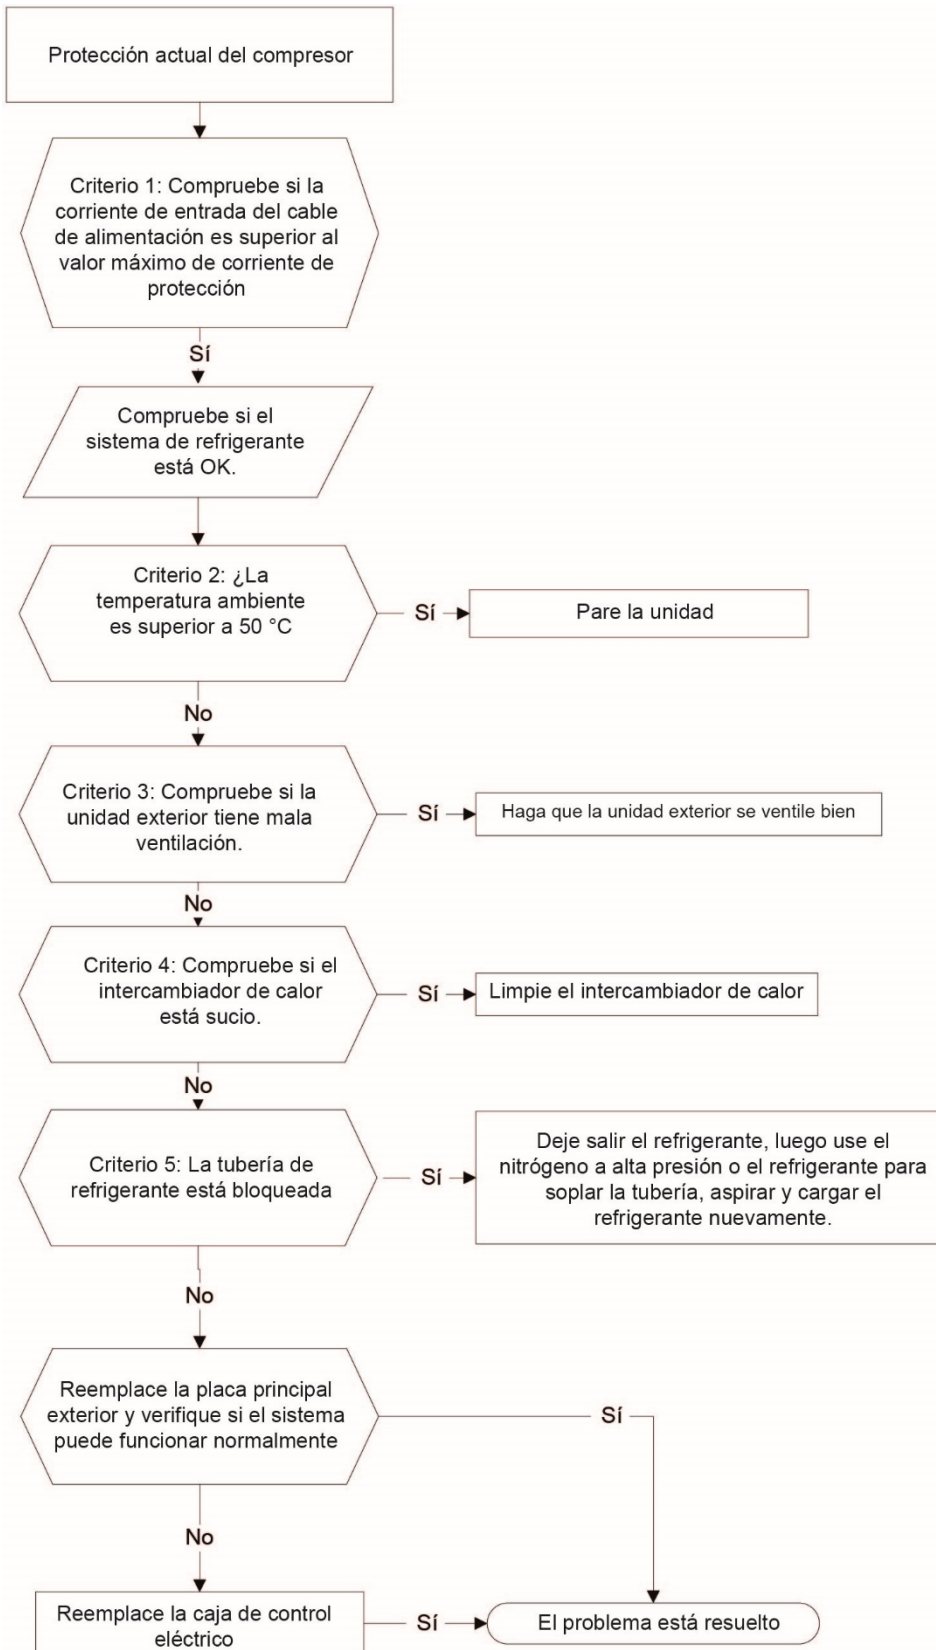 Protección actual del compresor
Criterio 1: Compruebe si la
corriente de entrada del cable
de alimentación es superior al
valor máximo de corriente de
protección
Sí
Compruebe si el
sistema de refrigerante
está OK.
Criterio 2: ¿La
temperatura ambiente
es superior a 50 °C
Sí
Pare la unidad
No
Criterio 3: Compruebe si la
unidad exterior tiene mala
ventilación.
Sí
Haga que la unidad exterior se ventile bien
No
Criterio 4: Compruebe si el
intercambiador de calor
está sucio.
Sí
Limpie el intercambiador de calor
No
Criterio 5: La tubería de
refrigerante está bloqueada
Sí
Deje salir el refrigerante, luego use el
nitrógeno a alta presión o el refrigerante para
soplar la tubería, aspirar y cargar el
refrigerante nuevamente.
No
Reemplace la placa principal
exterior y verifique si el sistema
puede funcionar normalmente
Sí
No
Reemplace la caja de control
eléctrico
Sí
El problema está resuelto